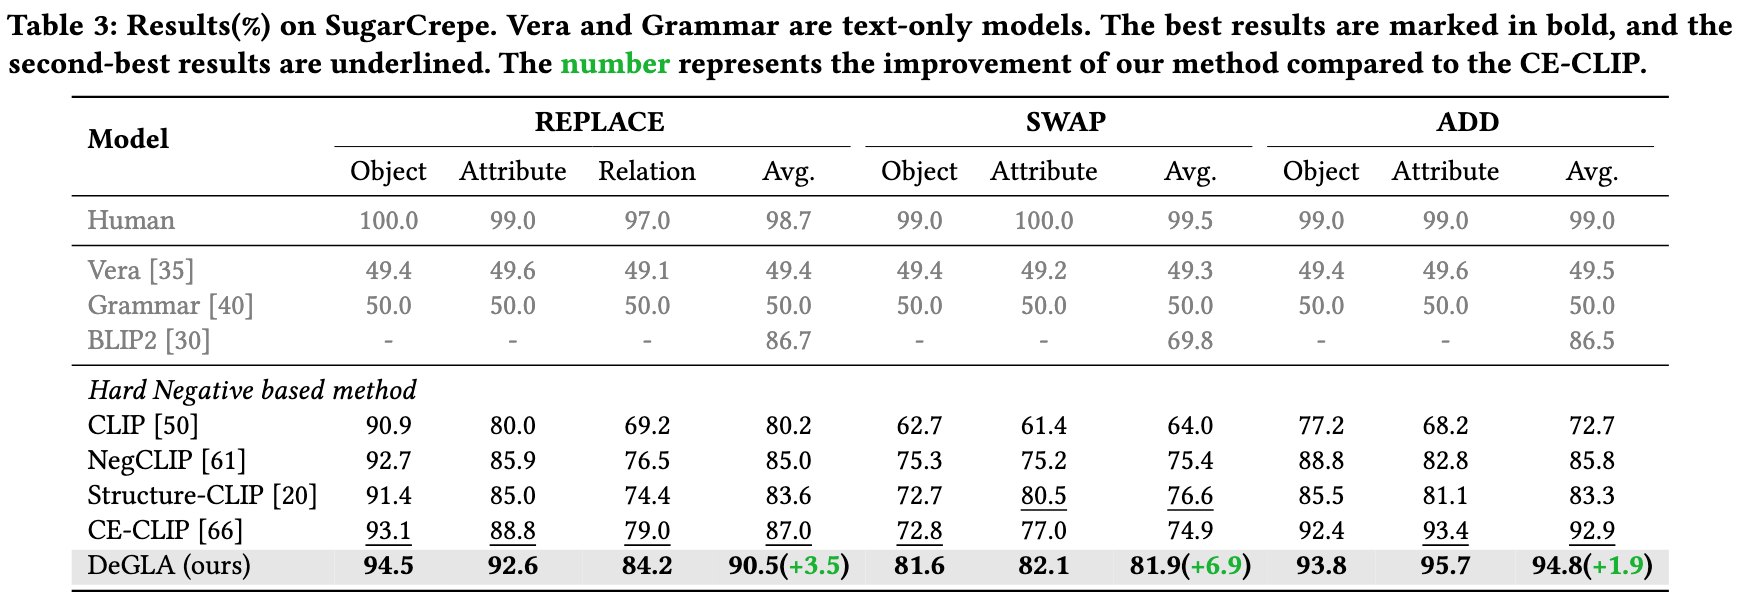 Table 3: Results(%) on SugarCrepe. Vera and Grammar are text-only models. The best results are marked in bold, and the
second-best results are underlined. The number represents the improvement of our method compared to the CE-CLIP.
Model REPLACE SWAP ADD
Object Attribute Relation Avg. Object Attribute Avg. Object Attribute Avg.
Human 100.0 99.0 97.0 98.7 99.0 100.0 99.5 99.0 99.0 99.0
Vera [35] 49.4 49.6 49.1 49.4 49.4 49.2 49.3 49.4 49.6 49.5
Grammar [40] 50.0 50.0 50.0 50.0 50.0 50.0 50.0 50.0 50.0 50.0
BLIP2 [30] - - - 86.7 - - 69.8 - - 86.5
Hard Negative based method
CLIP [50] 90.9 80.0 69.2 80.2 62.7 61.4 64.0 77.2 68.2 72.7
NegCLIP [61] 92.7 85.9 76.5 85.0 75.3 75.2 75.4 88.8 82.8 85.8
Structure-CLIP [20] 91.4 85.0 74.4 83.6 72.7 80.5 76.6 85.5 81.1 83.3
CE-CLIP [66] 93.1 88.8 79.0 87.0 72.8 77.0 74.9 92.4 93.4 92.9
DeGLA (ours) 94.5 92.6 84.2 90.5(+3.5) 81.6 82.1 81.9(+6.9) 93.8 95.7 94.8(+1.9)